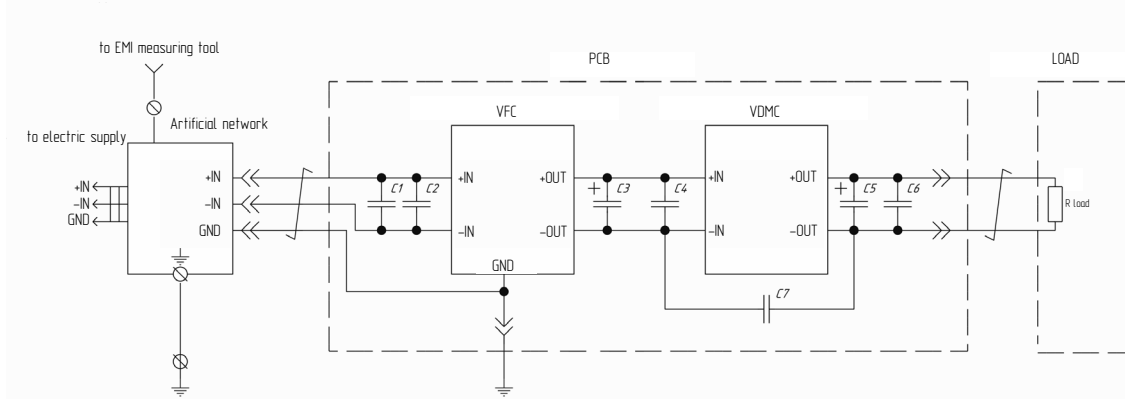 to EMI measuring tool
PCB
LOAD
VFC
VDMC
Artificial network
to electric supply
+IN
+IN
+OUT
+IN
+OUT
C1
C2
+
C3
C4
+
C5
C6
+IN
-IN
GND
-IN
GND
-IN
-OUT
-IN
-OUT
R load
GND
C7